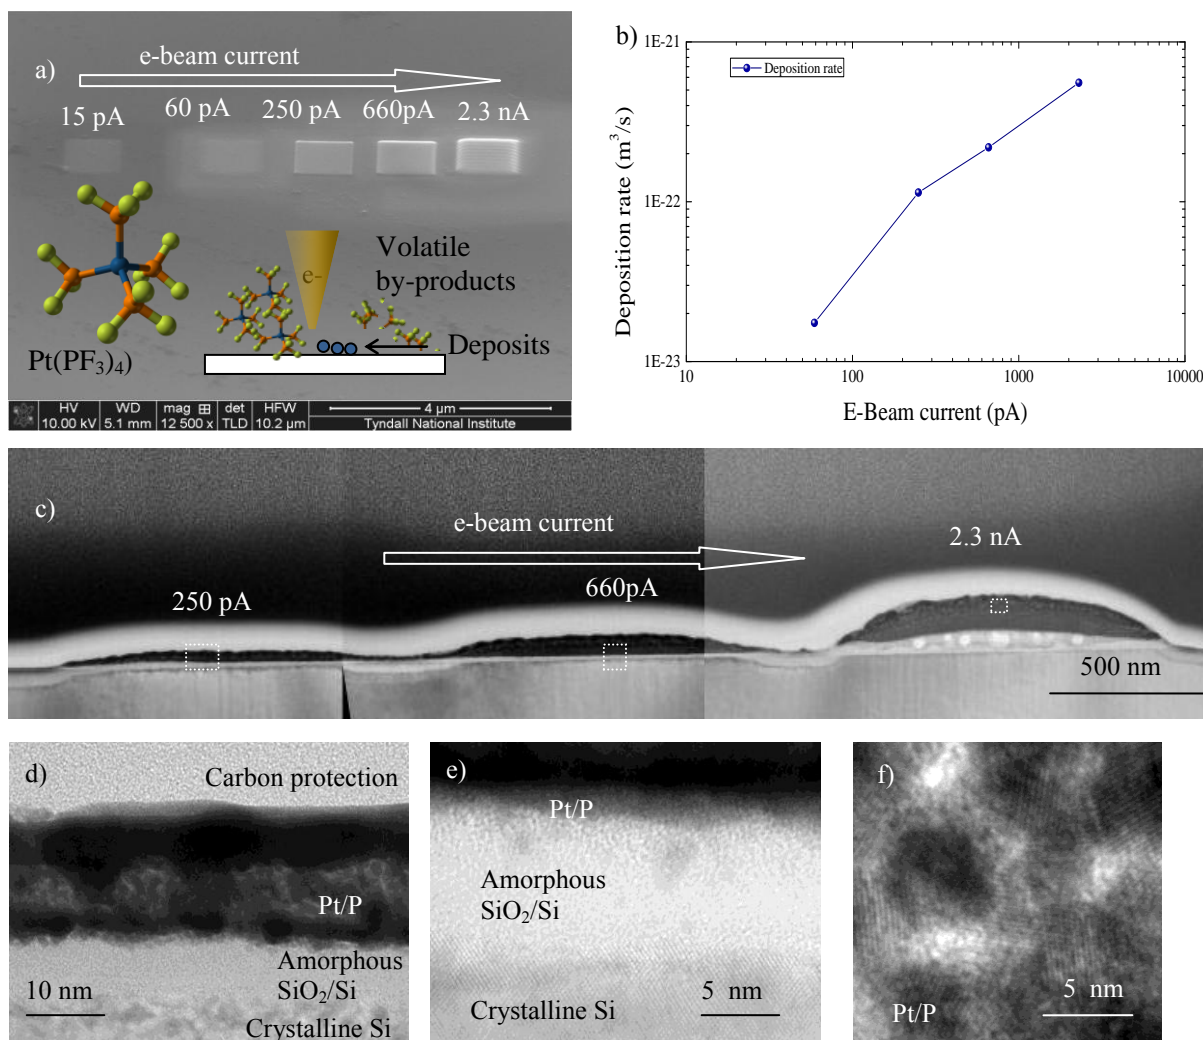 a)
e-beam current
15 pA
60 pA
250 pA
660pA
2.3 nA
Pt(PF₃)₄)
e-
Volatile
by-products
Deposits
HV
10.00 kV
WD
5.1 mm
mag
12 500 x
det
TLD
HFW
10.2 µm
4 µm
Tyndall National Institute
b)
1E-21
1E-22
1E-23
Deposition rate (m³/s)
Deposition rate
10
100
1000
10000
E-Beam current (pA)
c)
e-beam current
250 pA
660pA
2.3 nA
500 nm
d)
Carbon protection
Pt/P
Amorphous
SiO₂/Si
10 nm
Crystalline Si
e)
Pt/P
Amorphous
SiO₂/Si
5 nm
Crystalline Si
f)
5 nm
Pt/P